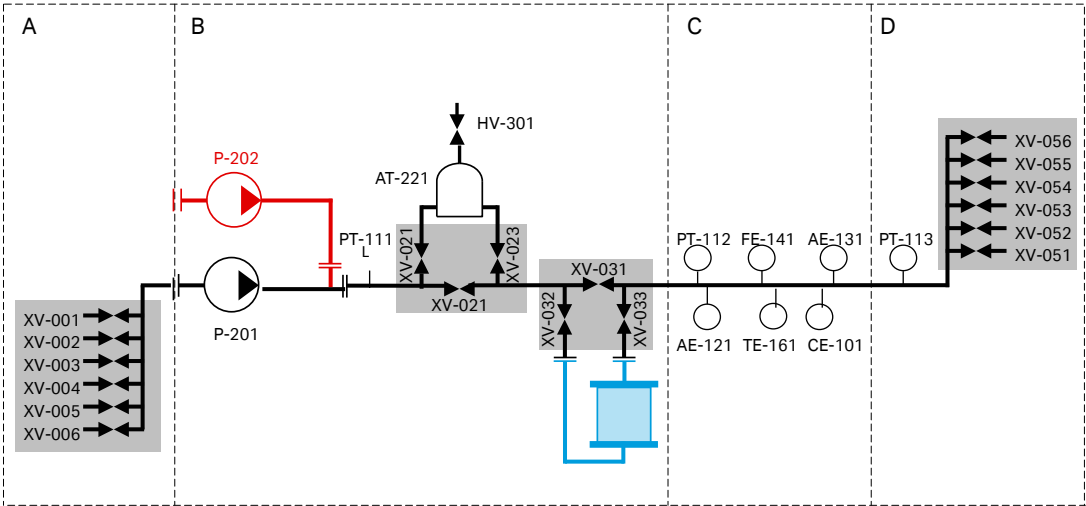 A
B
C
D
HV-301
P-202
AT-221
PT-111
L
XV-021
XV-023
XV-021
P-201
XV-031
XV-032
XV-033
PT-112
FE-141
AE-131
PT-113
AE-121
TE-161
CE-101
XV-056
XV-055
XV-054
XV-053
XV-052
XV-051
XV-001
XV-002
XV-003
XV-004
XV-005
XV-006